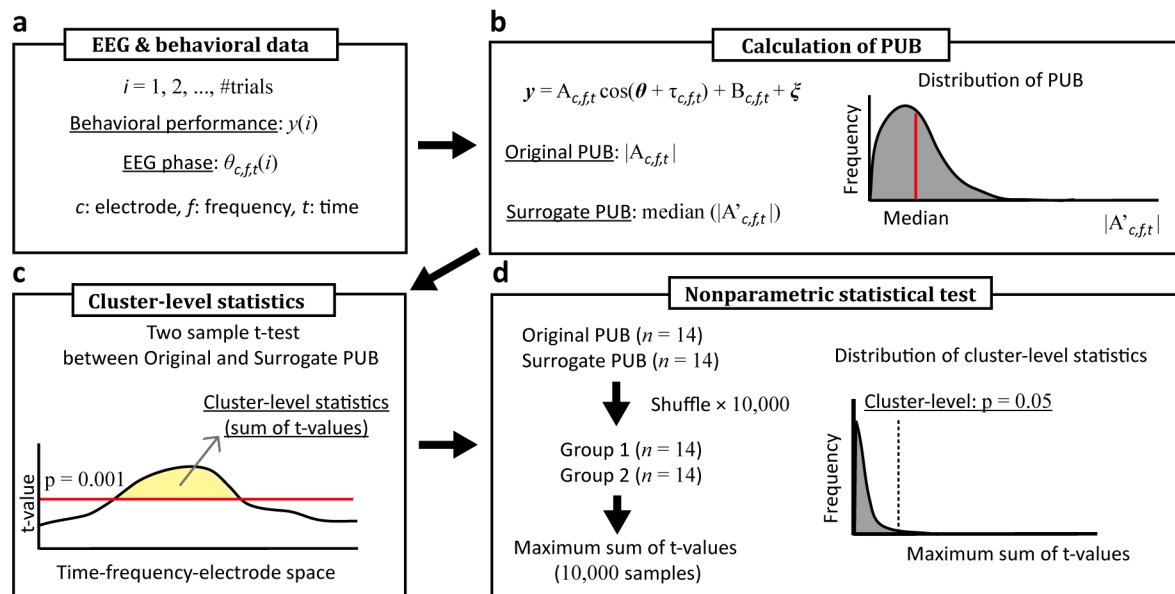 a
EEG & behavioral data
i = 1, 2, ..., #trials
Behavioral performance: y(i)
EEG phase: θc,f,t(i)
c: electrode, f: frequency, t: time
b
Calculation of PUB
y = Ac,f,t cos(θ + τc,f,t) + Bc,f,t + ξ
Original PUB: |Ac,f,t|
Surrogate PUB: median (|A'c,f,t|)
Distribution of PUB
Frequency
Median
|A'c,f,t|
c
Cluster-level statistics
Two sample t-test
between Original and Surrogate PUB
Cluster-level statistics
(sum of t-values)
p = 0.001
t-value
Time-frequency-electrode space
d
Nonparametric statistical test
Original PUB (n = 14)
Surrogate PUB (n = 14)
Shuffle × 10,000
Group 1 (n = 14)
Group 2 (n = 14)
Maximum sum of t-values
(10,000 samples)
Distribution of cluster-level statistics
Cluster-level: p = 0.05
Frequency
Maximum sum of t-values